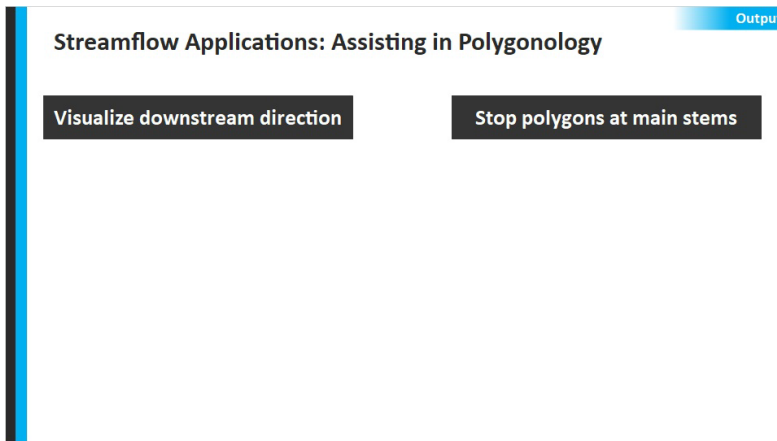 Output
Streamflow Applications: Assisting in Polygonology
Visualize downstream direction
Stop polygons at main stems